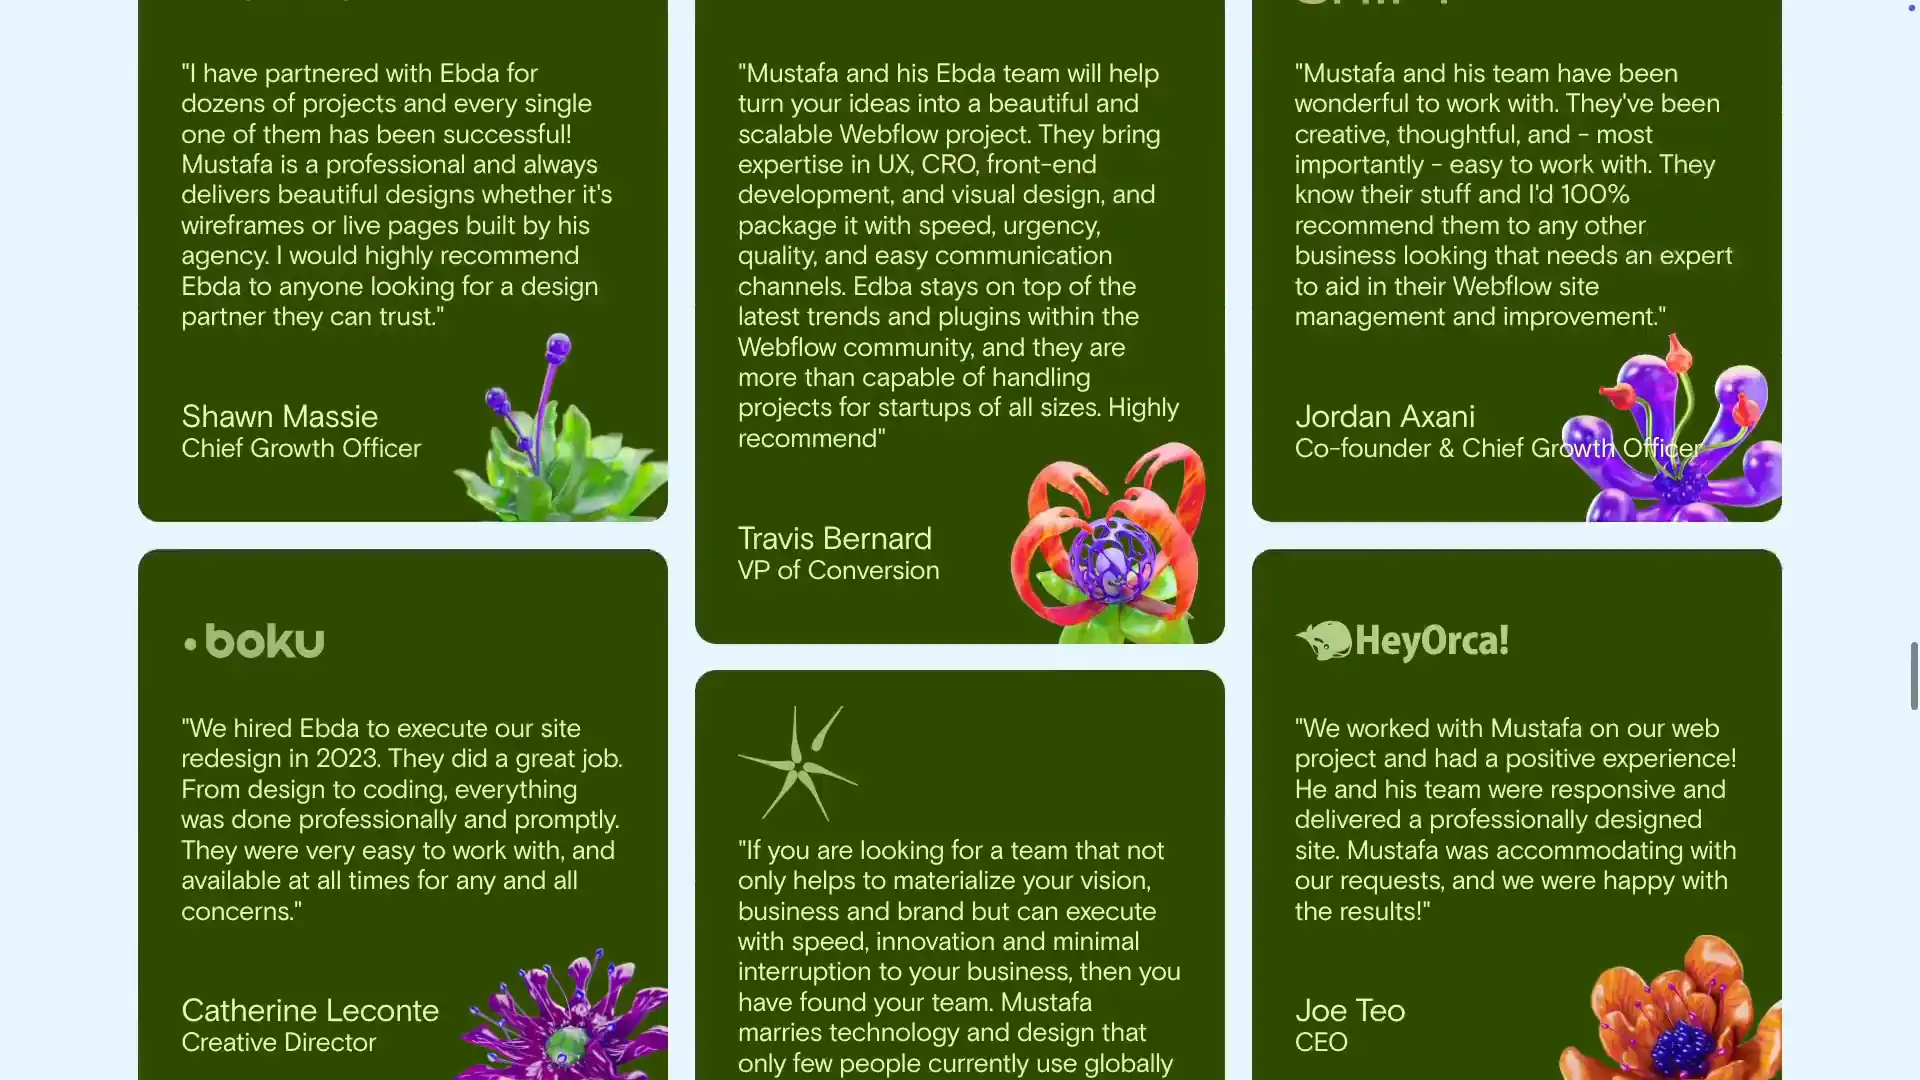 "I have partnered with Ebda for
dozens of projects and every single
one of them has been successful!
Mustafa is a professional and always
delivers beautiful designs whether it's
wireframes or live pages built by his
agency. I would highly recommend
Ebda to anyone looking for a design
partner they can trust."
Shawn Massie
Chief Growth Officer
boku
"We hired Ebda to execute our site
redesign in 2023. They did a great job.
From design to coding, everything
was done professionally and promptly.
They were very easy to work with, and
available at all times for any and all
concerns."
Catherine Leconte
Creative Director
"Mustafa and his Ebda team will help
turn your ideas into a beautiful and
scalable Webflow project. They bring
expertise in UX, CRO, front-end
development, and visual design, and
package it with speed, urgency,
quality, and easy communication
channels. Edba stays on top of the
latest trends and plugins within the
Webflow community, and they are
more than capable of handling
projects for startups of all sizes. Highly
recommend"
Travis Bernard
VP of Conversion
"If you are looking for a team that not
only helps to materialize your vision,
business and brand but can execute
with speed, innovation and minimal
interruption to your business, then you
have found your team. Mustafa
marries technology and design that
only few people currently use globally
"Mustafa and his team have been
wonderful to work with. They've been
creative, thoughtful, and - most
importantly - easy to work with. They
know their stuff and I'd 100%
recommend them to any other
business looking that needs an expert
to aid in their Webflow site
management and improvement."
Jordan Axani
Co-founder & Chief Growth Officer
HeyOrca!
"We worked with Mustafa on our web
project and had a positive experience!
He and his team were responsive and
delivered a professionally designed
site. Mustafa was accommodating with
our requests, and we were happy with
the results!"
Joe Teo
CEO